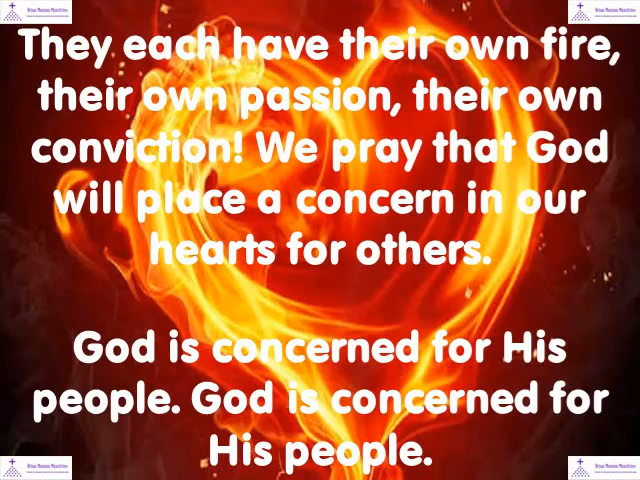 They each have their own fire,
their own passion, their own
conviction! We pray that God
will place a concern in our
hearts for others.
God is concerned for His
people. God is concerned for
His people.